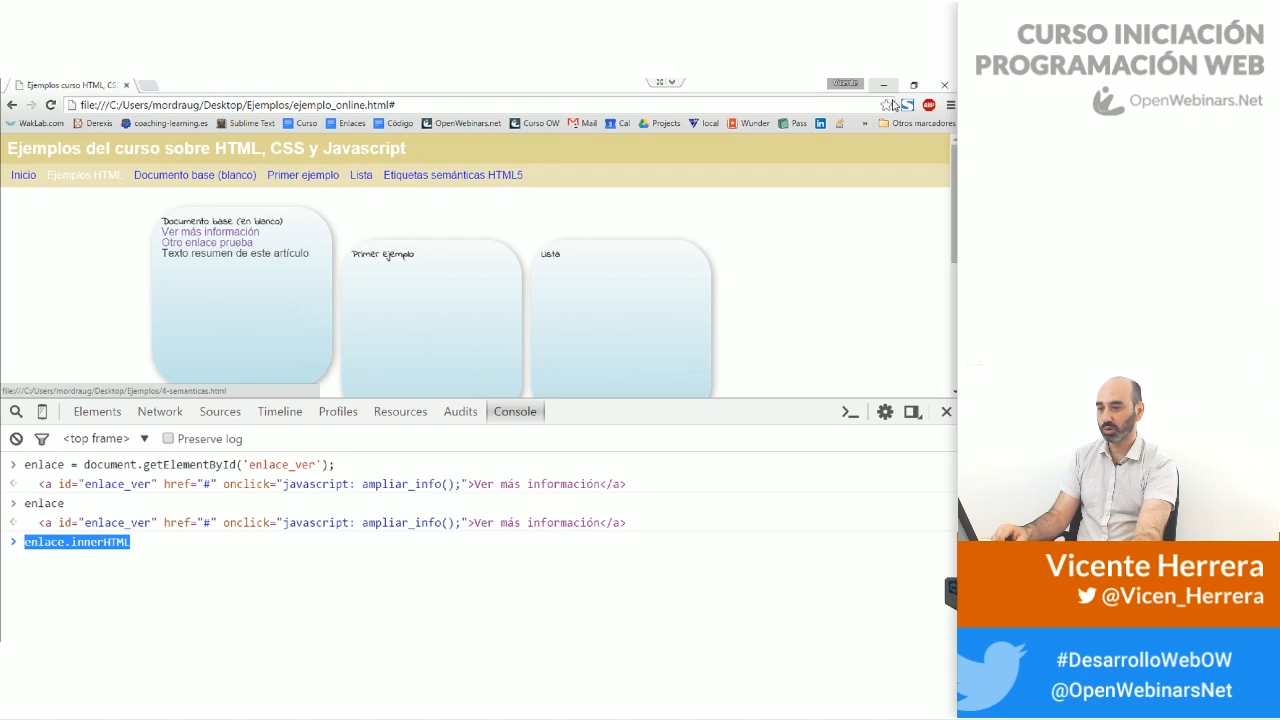 CURSO INICIACIÓN
PROGRAMACIÓN WEB
OpenWebinars.Net
Ejemplos curso HTML, CS
Vicente
file:///C:/Users/mordraug/Desktop/Ejemplos/ejemplo_online.html#
ABP
WakLab.com Derexis coaching-learning.es Sublime Text Curso Enlaces Código OpenWebinars.net Curso OW Mail Cal Projects local Wunder Pass » Otros marcadores
Ejemplos del curso sobre HTML, CSS y Javascript
Inicio Ejemplos HTML Documento base (blanco) Primer ejemplo Lista Etiquetas semánticas HTML5
Documento base (en blanco)
Ver más información
Otro enlace prueba
Texto resumen de este artículo
Primer ejemplo
Lista
file:///C:/Users/mordraug/Desktop/Ejemplos/4-semanticas.html
Elements Network Sources Timeline Profiles Resources Audits Console
<top frame> Preserve log
enlace = document.getElementById('enlace_ver');
<a id="enlace_ver" href="#" onclick="javascript: ampliar_info();">Ver más información</a>
enlace
<a id="enlace_ver" href="#" onclick="javascript: ampliar_info();">Ver más información</a>
enlace.innerHTML
Vicente Herrera
@Vicen_Herrera
#DesarrolloWebOW
@OpenWebinarsNet